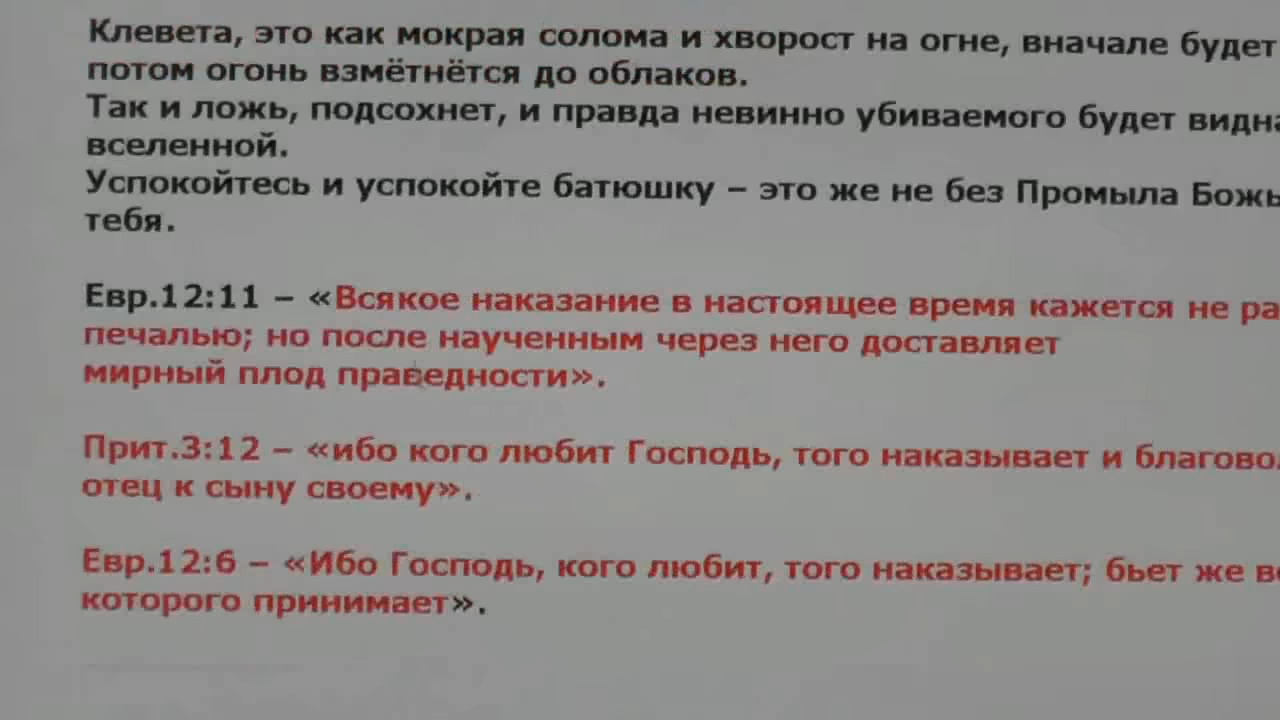 Клевета, это как мокрая солома и хворост на огне, вначале будет
потом огонь взмётнётся до облаков.
Так и ложь, подсохнет, и правда невинно убиваемого будет
вселенной.
Успокойтесь и успокойте батюшку – это же не без Промыла
тебя.
Евр.12:11 – «Всякое наказание в настоящее время кажется не
печалью; но после наученным через него доставляет
мирный плод праведности».
Прит.3:12 – «ибо кого любит Господь, того наказывает и
отец к сыну своему».
Евр.12:6 – «Ибо Господь, кого любит, того наказывает; бьет же
которого принимает».